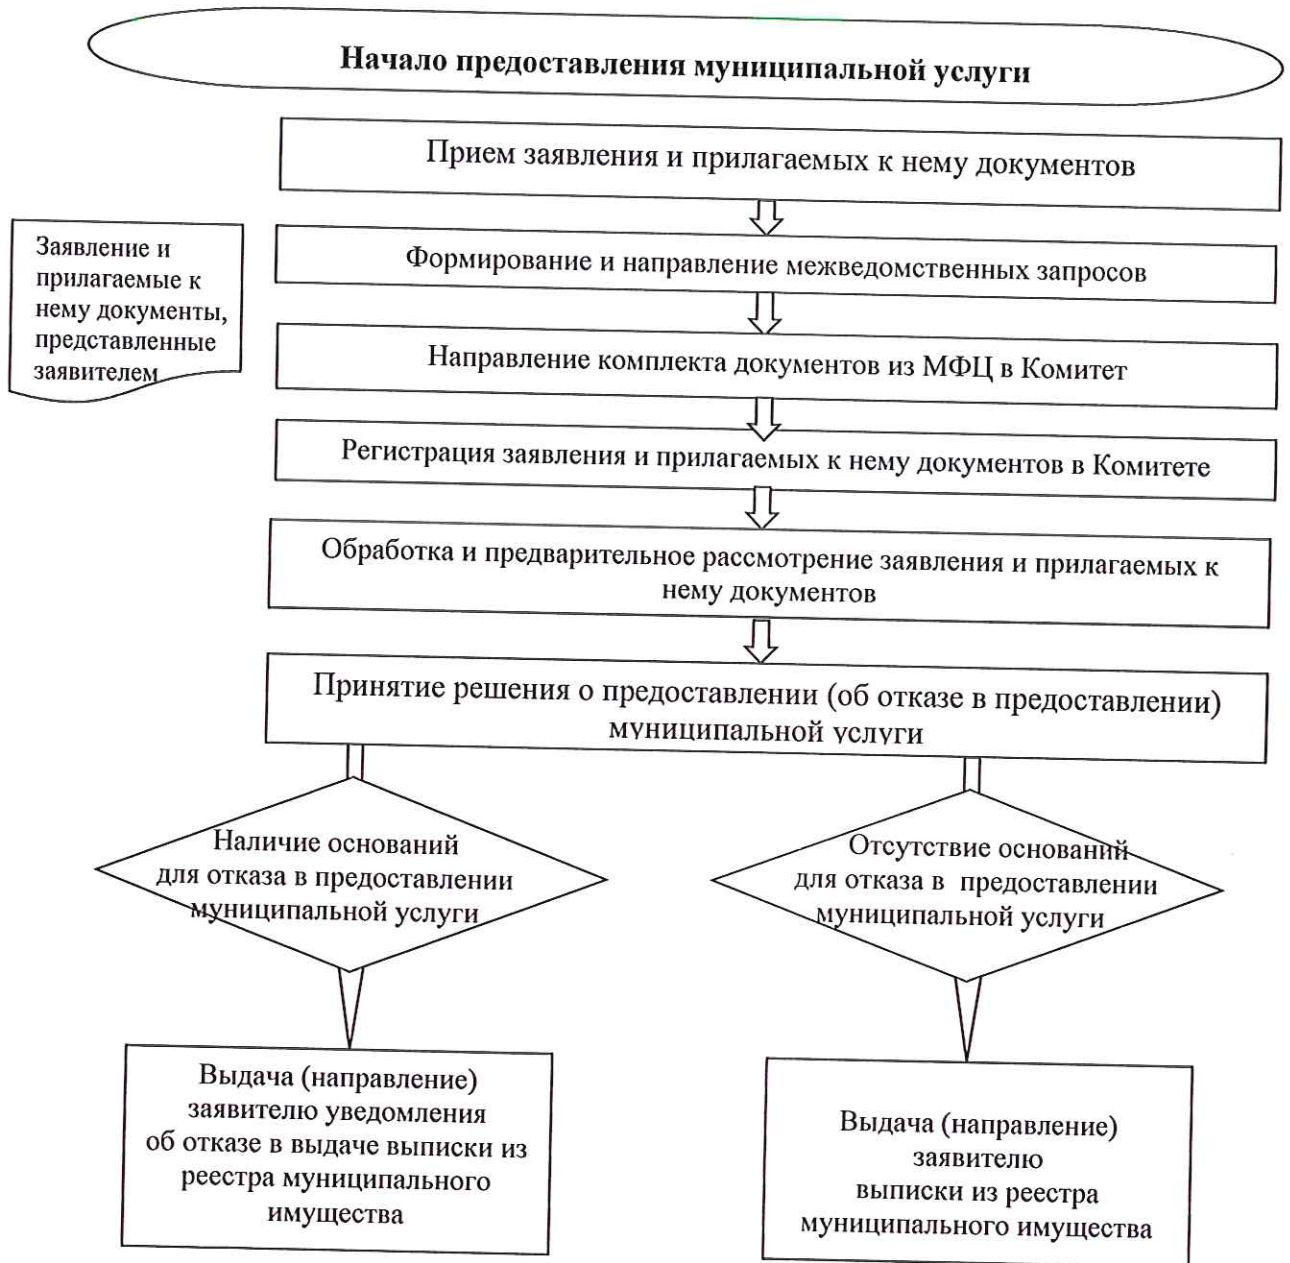 Начало предоставления муниципальной услуги
Прием заявления и прилагаемых к нему документов
Заявление и
прилагаемые к
нему документы,
представленные
заявителем
Формирование и направление межведомственных запросов
Направление комплекта документов из МФЦ в Комитет
Регистрация заявления и прилагаемых к нему документов в Комитете
Обработка и предварительное рассмотрение заявления и прилагаемых к
нему документов
Принятие решения о предоставлении (об отказе в предоставлении)
муниципальной услуги
Наличие оснований
для отказа в предоставлении
муниципальной услуги
Отсутствие оснований
для отказа в предоставлении
муниципальной услуги
Выдача (направление)
заявителю уведомления
об отказе в выдаче выписки из
реестра муниципального
имущества
Выдача (направление)
заявителю
выписки из реестра
муниципального имущества